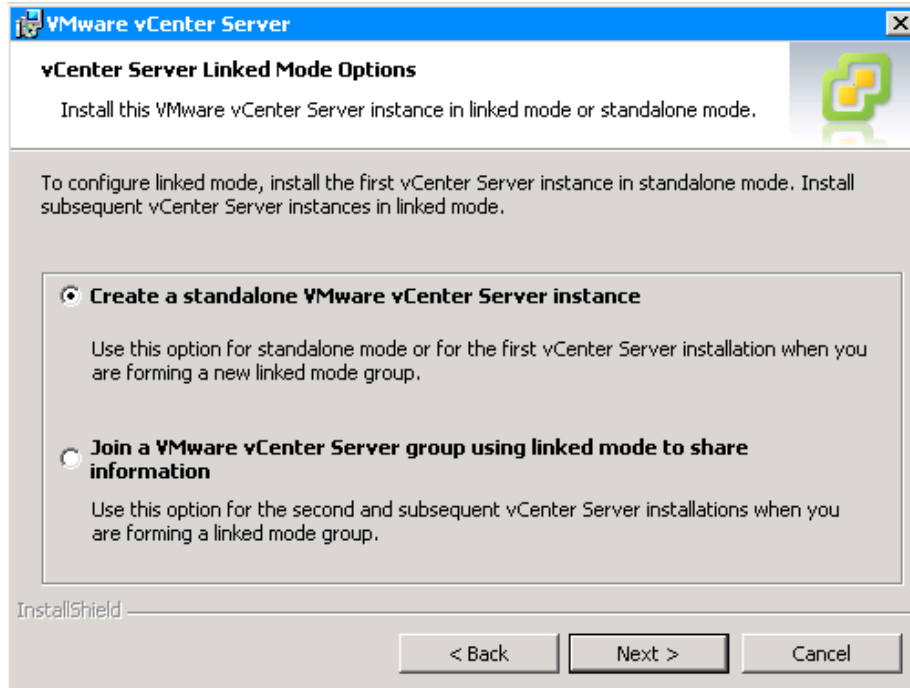 VMware vCenter Server
vCenter Server Linked Mode Options
Install this VMware vCenter Server instance in linked mode or standalone mode.
To configure linked mode, install the first vCenter Server instance in standalone mode. Install
subsequent vCenter Server instances in linked mode.
Create a standalone VMware vCenter Server instance
Use this option for standalone mode or for the first vCenter Server installation when you
are forming a new linked mode group.
Join a VMware vCenter Server group using linked mode to share
information
Use this option for the second and subsequent vCenter Server installations when you
are forming a linked mode group.
InstallShield
< Back Next > Cancel